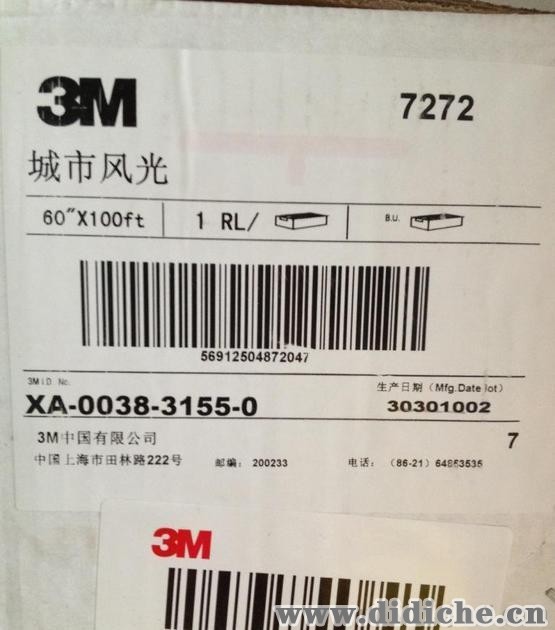 3M
7272
城市风光
60"X100ft
1 RL/
B.U.
56912504872047
3M I.D. No.
生产日期 (Mfg.Date lot)
XA-0038-3155-0
30301002
3M中国有限公司
7
中国上海市田林路222号
邮编: 200233
电话: (86-21) 64853535
3M
www.didiche.cn